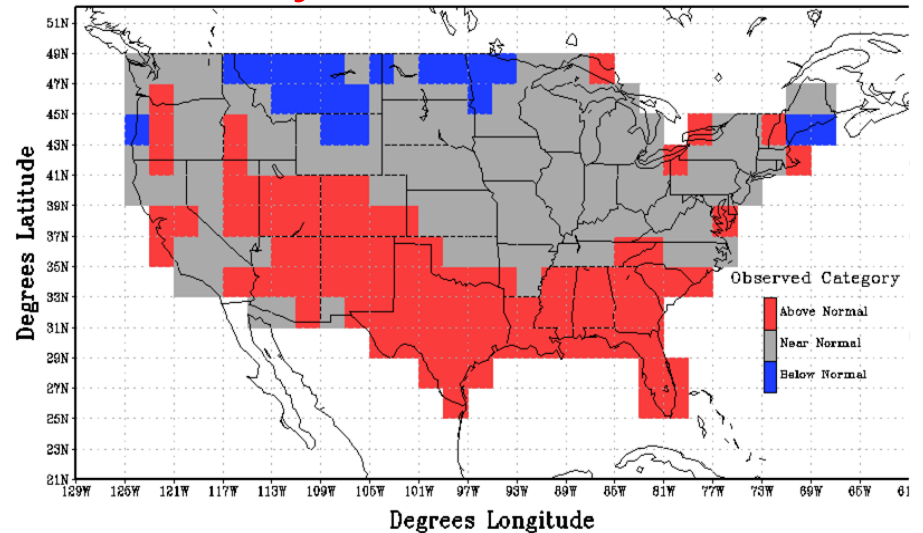 51N
49N
47N
45N
43N
41N
39N
37N
35N
33N
31N
29N
27N
25N
23N
21N
Degrees Latitude
Observed Category
Above Normal
Near Normal
Below Normal
129W 125W 121W 117W 113W 109W 105W 101W 97W 93W 89W 85W 81W 77W 73W 69W 65W 61
Degrees Longitude